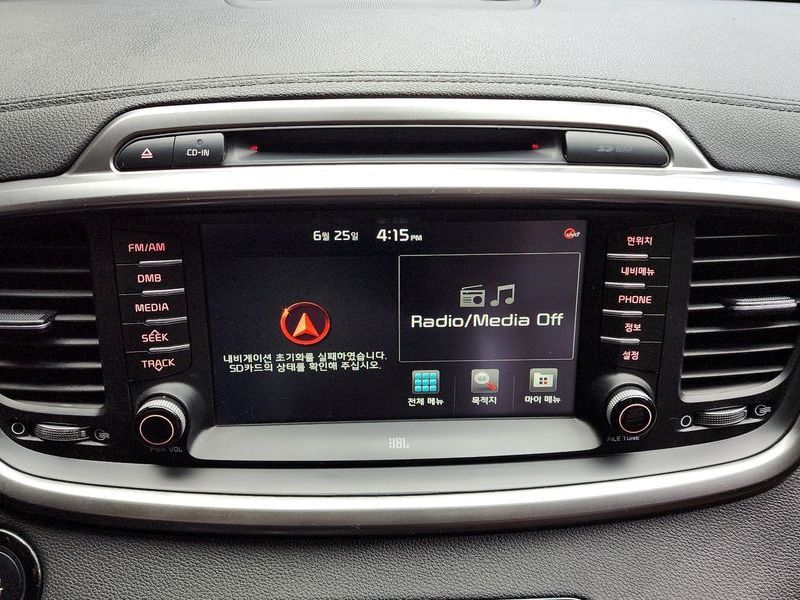 CD-IN
6월 25일 4:15PM
FM/AM
DMB
MEDIA
SEEK
TRACK
내비게이션 초기화를 실패하였습니다.
SD카드의 상태를 확인해 주십시오.
Radio/Media Off
전체 메뉴
목적지
마이 메뉴
현위치
내비메뉴
PHONE
정보
설정
PWR VOL
JBL
FILE TUNE